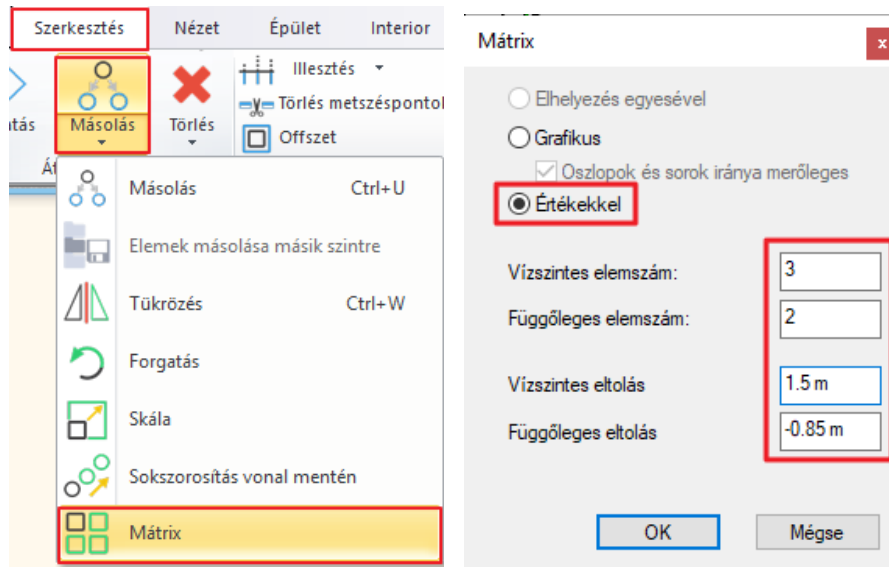 Szerkesztés Nézet Épület Interior
Illesztés
Törlés metszéspontol
Offszet
tás Másolás Törlés
Másolás Ctrl+U
Elemek másolása másik szintre
Tükrözés Ctrl+W
Forgatás
Skála
Sokszorosítás vonal mentén
Mátrix
Mátrix x
Elhelyezés egyesével
Grafikus
Oszlopok és sorok iránya merőleges
Értékekkel
Vízszintes elemszám: 3
Függőleges elemszám: 2
Vízszintes eltolás 1.5 m
Függőleges eltolás -0.85 m
OK Mégse